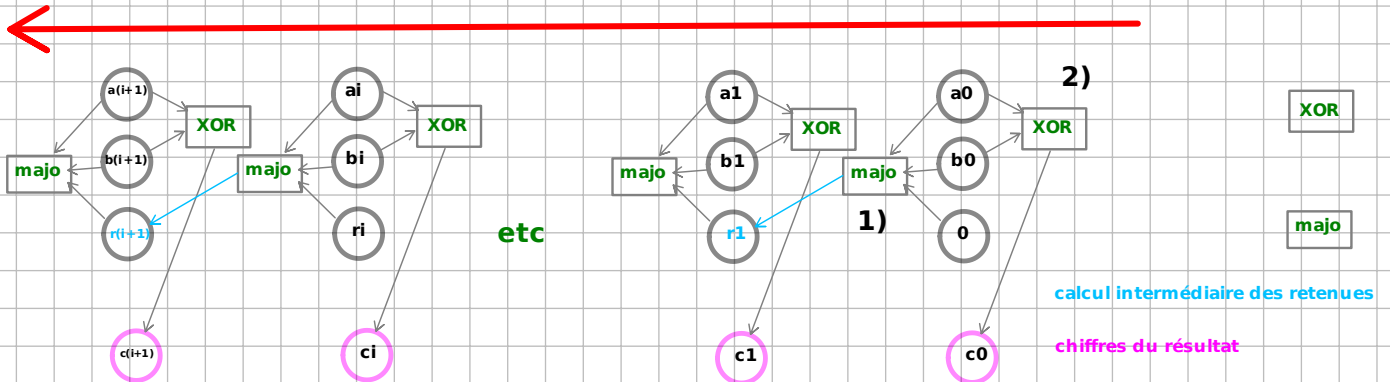 2)
a(i+1)
ai
a1
a0
XOR
XOR
XOR
XOR
XOR
b(i+1)
bi
b1
b0
majo
majo
majo
majo
majo
r(i+1)
ri
etc
r1
1)
0
calcul intermédiaire des retenues
chiffres du résultat
c(i+1)
ci
c1
c0